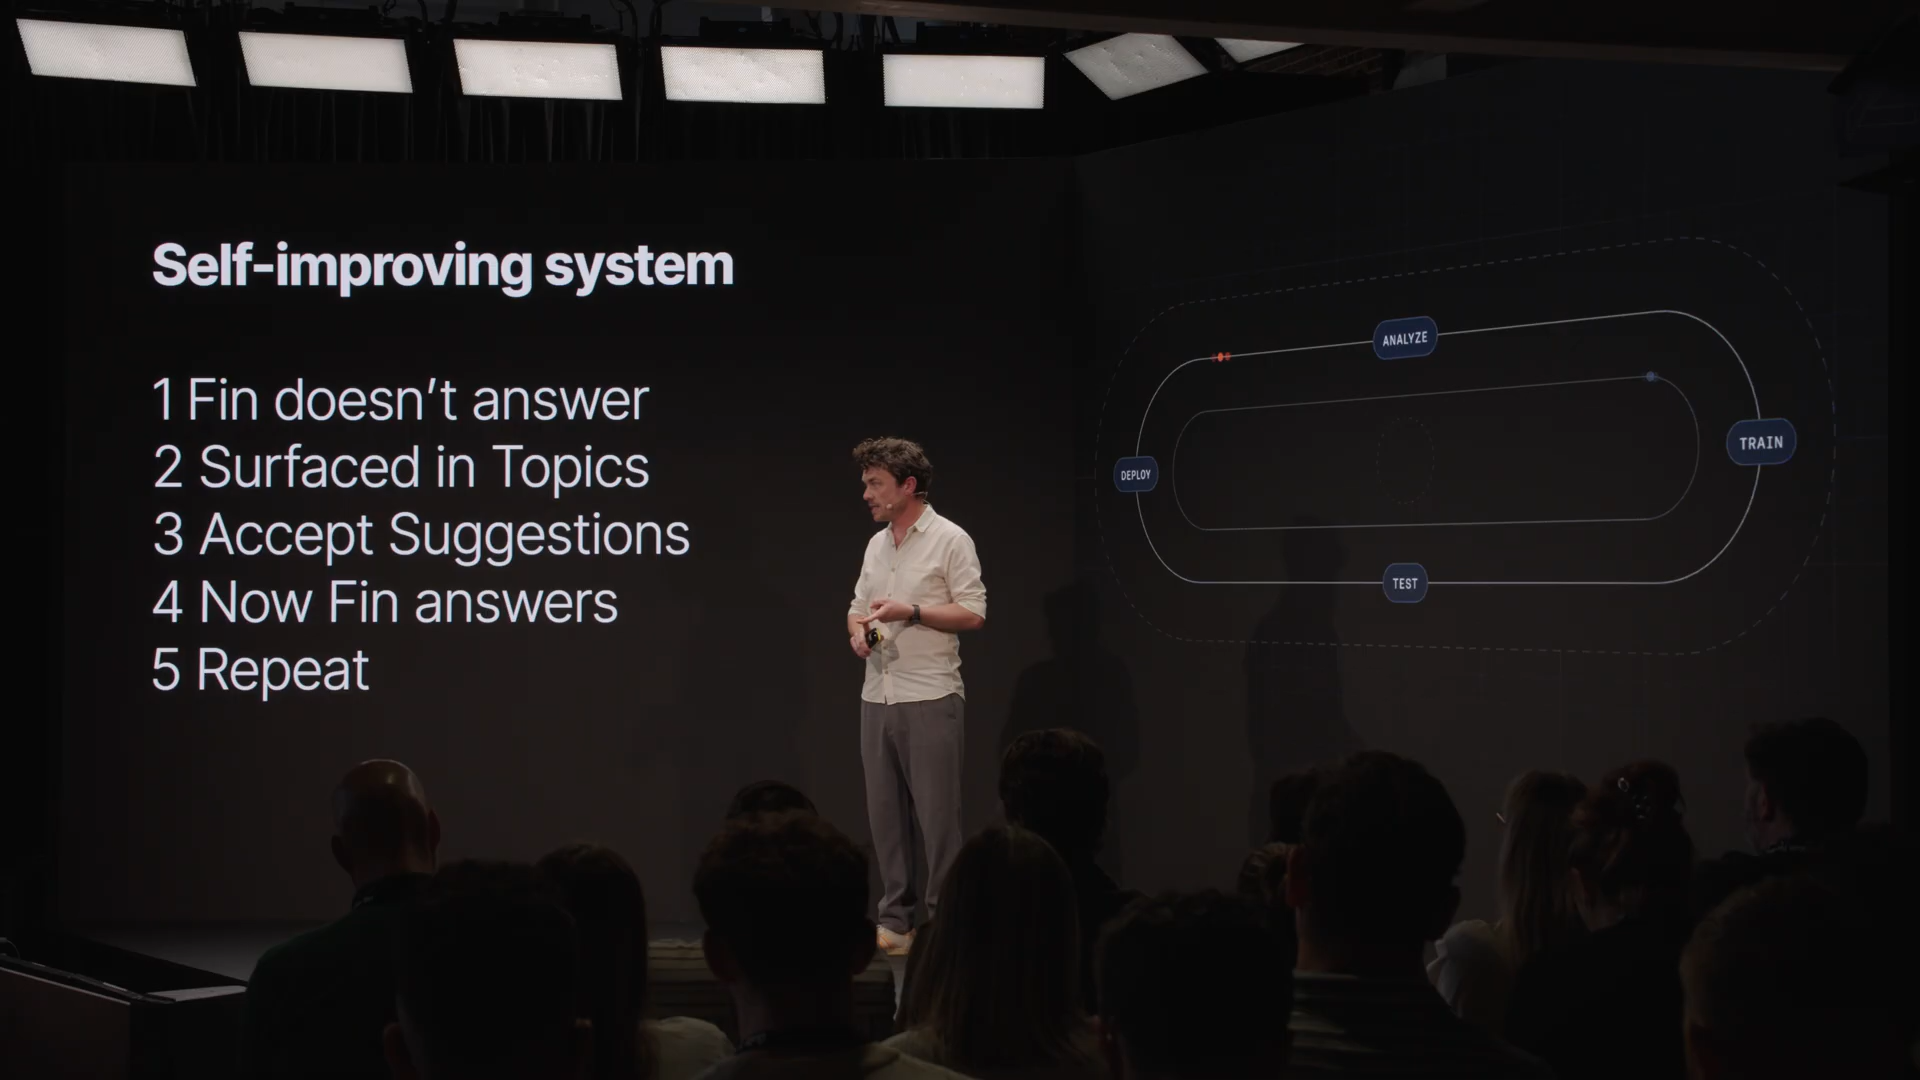 Self-improving system
1 Fin doesn’t answer
2 Surfaced in Topics
3 Accept Suggestions
4 Now Fin answers
5 Repeat
ANALYZE
TRAIN
DEPLOY
TEST